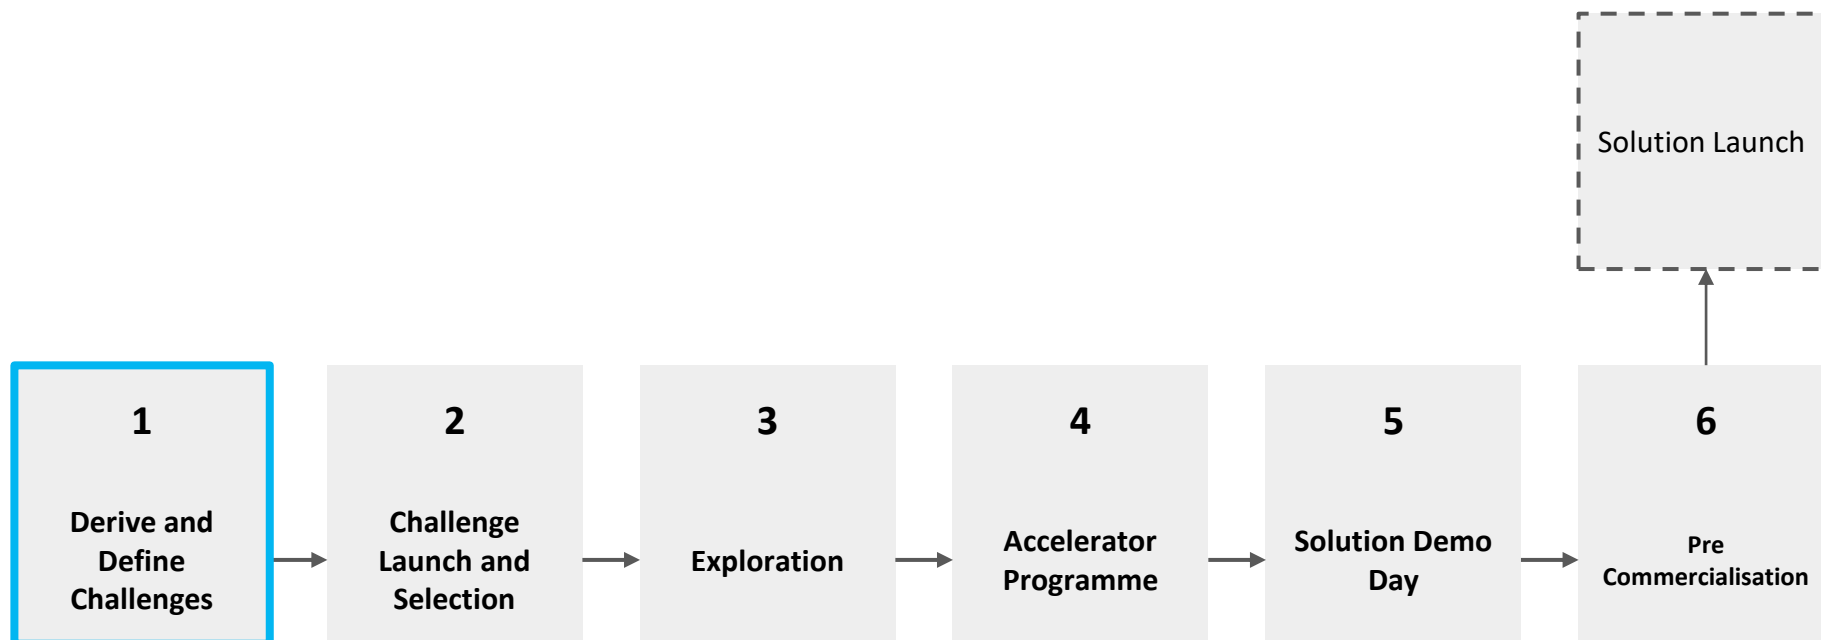 Solution Launch
1
Derive and
Define
Challenges
2
Challenge
Launch and
Selection
3
Exploration
4
Accelerator
Programme
5
Solution Demo
Day
6
Pre
Commercialisation